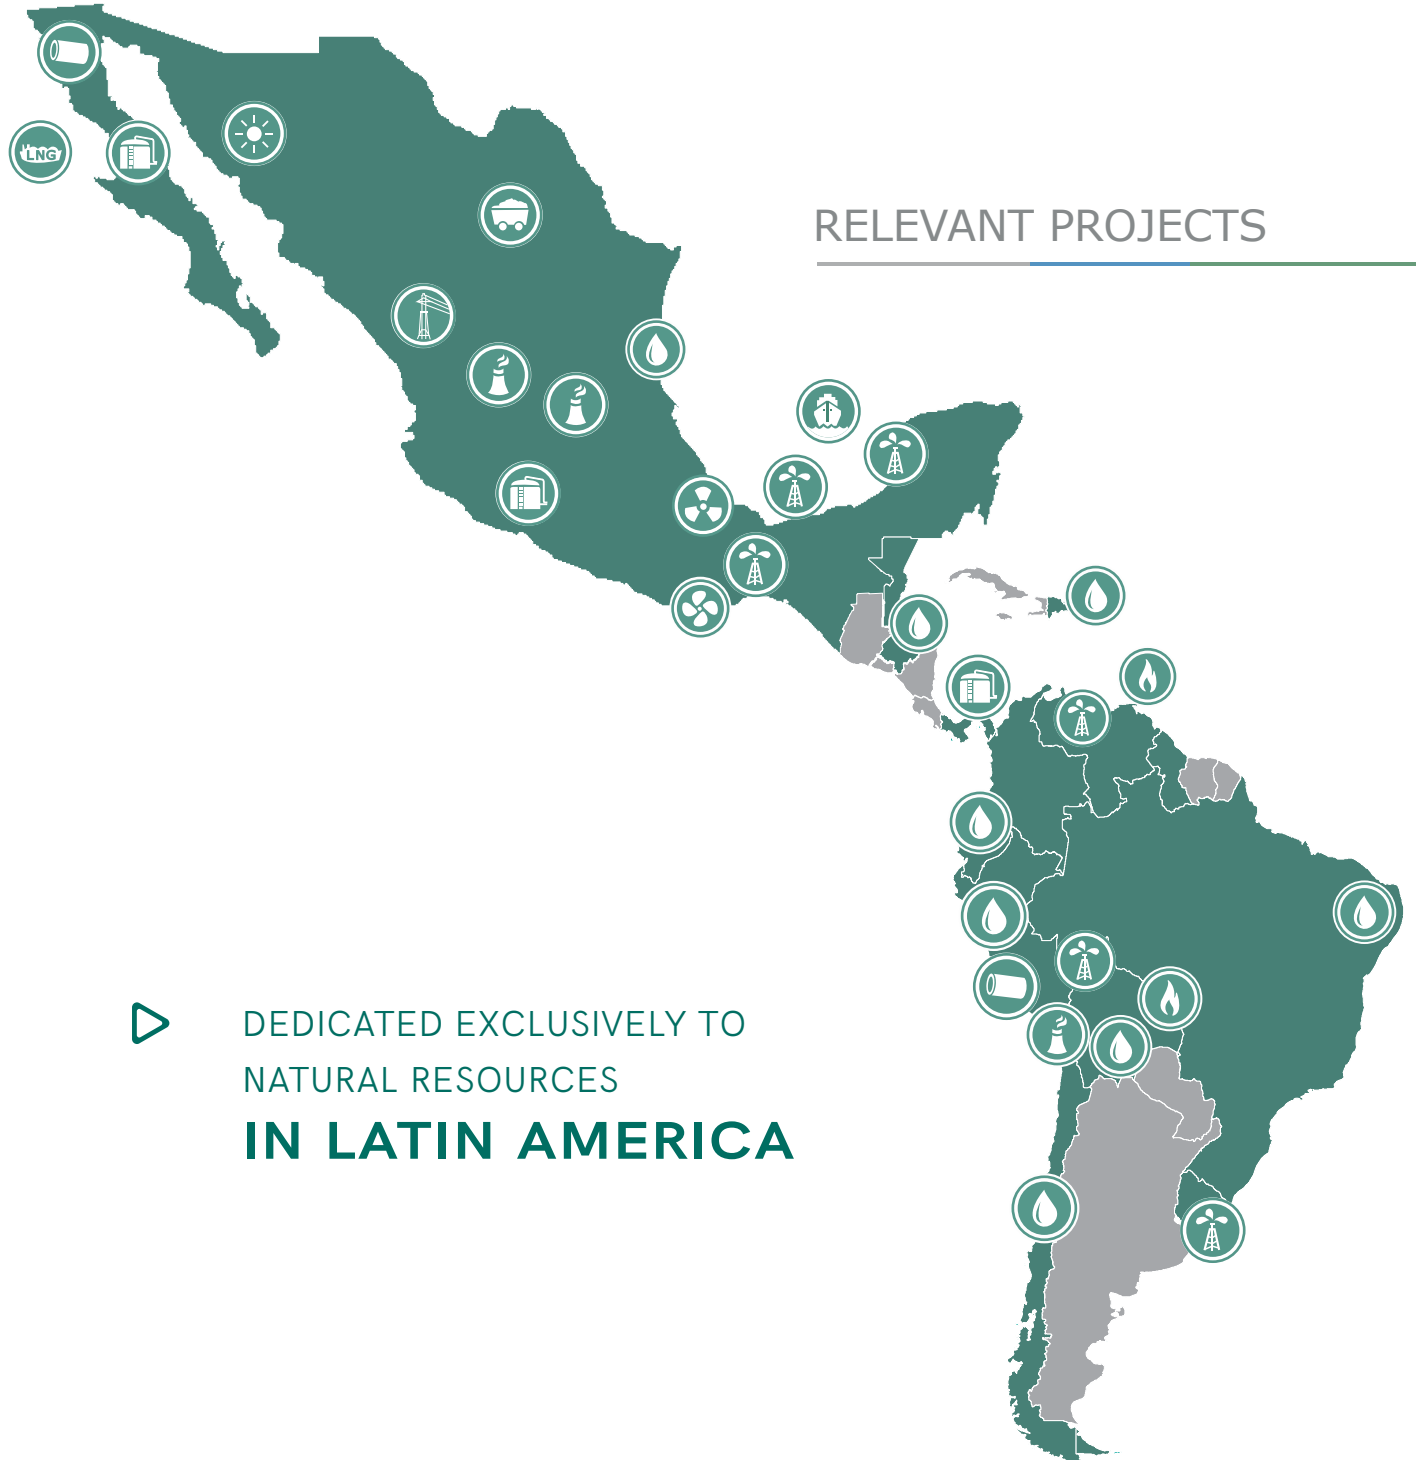 LNG
RELEVANT PROJECTS
DEDICATED EXCLUSIVELY TO
NATURAL RESOURCES
IN LATIN AMERICA